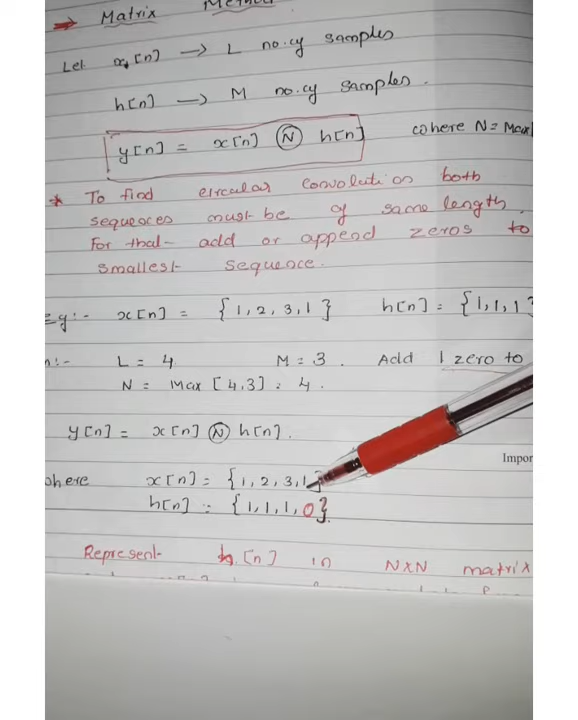 Matrix Method
Let x[n] → L no.of samples
h[n] → M no.of samples.
y[n] = x[n] Ⓝ h[n] where N = Max
* To find circular convolution both
sequences must be of same length.
For that add or append zeros to
smallest sequence.
Eg:- x[n] = {1, 2, 3, 1} h[n] = {1, 1, 1}
n:- L = 4. M = 3. Add 1 zero to
N = Max [4,3] = 4.
y[n] = x[n] Ⓝ h[n].
where x[n] = {1, 2, 3, 1}
Impor
h[n] = {1, 1, 1, 0}.
Represent h[n] in NxN matrix